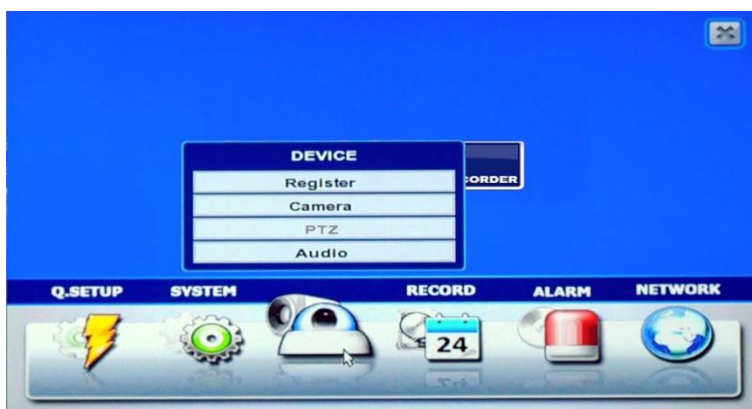 DEVICE
Register
CORDER
Camera
PTZ
Audio
Q.SETUP SYSTEM RECORD ALARM NETWORK
24